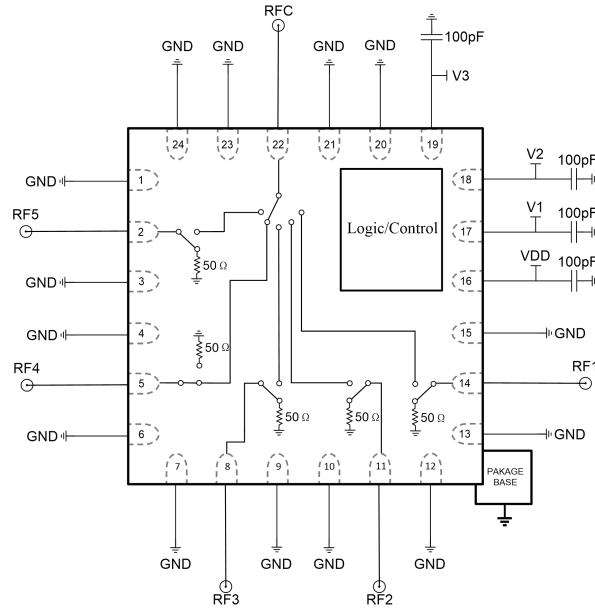 RFC
100pF
GND GND GND GND
V3
24 23 22 21 20 19
V2 100pF
GND 1 18
RF5 V1 100pF
2 Logic/Control 17
50 Ω VDD 100pF
GND 3 16
GND 4 15 GND
50 Ω
RF4 RF1
5 14
50 Ω 50 Ω 50 Ω
GND 6 13 GND
7 8 9 10 11 12
PAKAGE
BASE
GND GND GND GND
RF3 RF2